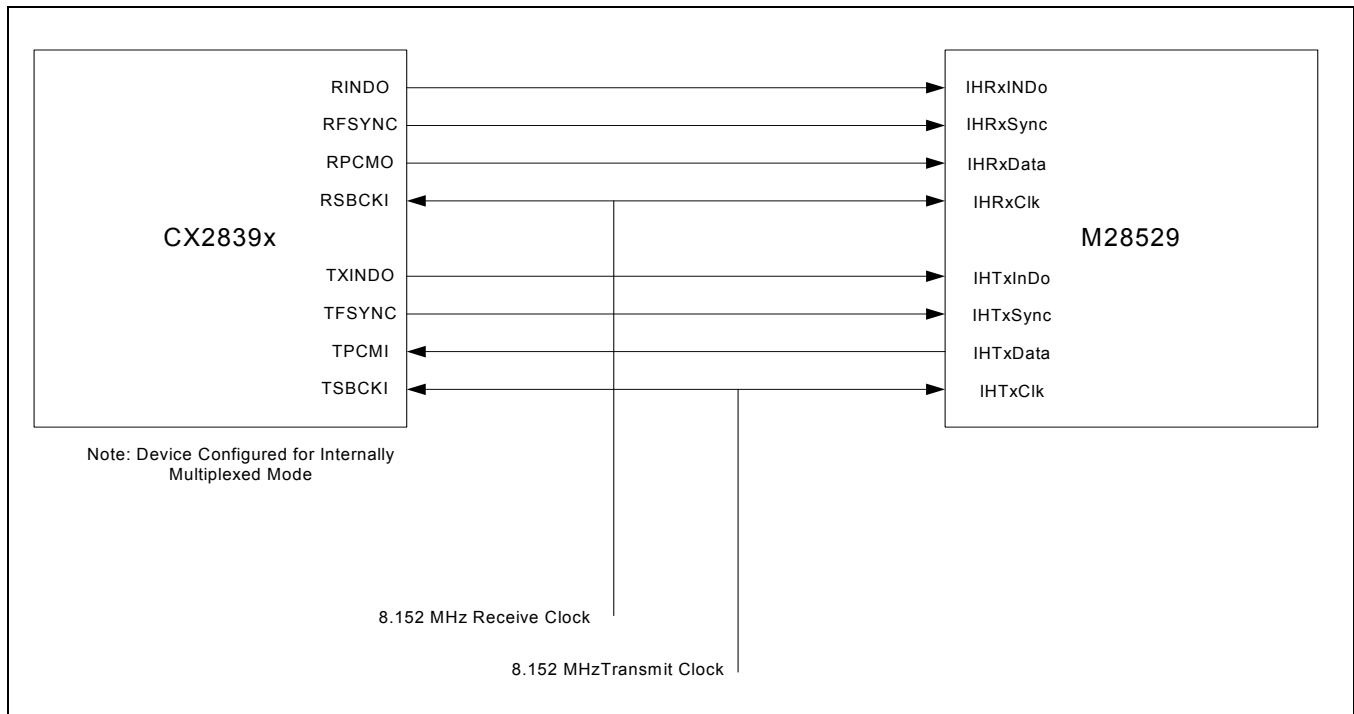 RINDO
RFSYNC
RPCMO
RSBCKI
CX2839x
TXINDO
TFSYNC
TPCMI
TSBCKI
Note: Device Configured for Internally
Multiplexed Mode
IHRxINDo
IHRxSync
IHRxData
IHRxClk
M28529
IHTxInDo
IHTxSync
IHTxData
IHTxClk
8.152 MHz Receive Clock
8.152 MHzTransmit Clock